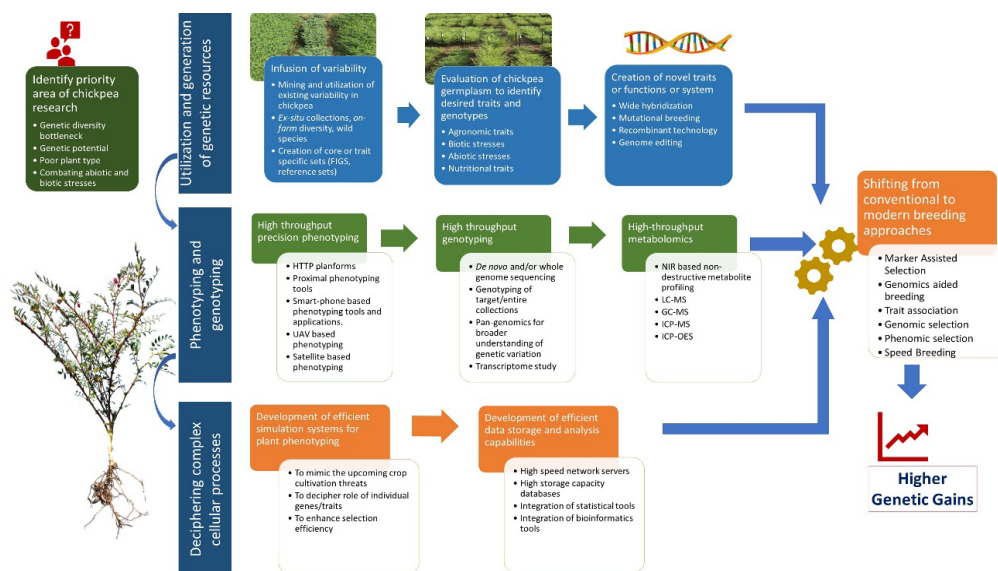 ?
Identify priority
area of chickpea
research
• Genetic diversity
bottleneck
• Genetic potential
• Poor plant type
• Combating abiotic and
biotic stresses
Utilization and generation
of genetic resources
Infusion of variability
• Mining and utilization of
existing variability in
chickpea
• Ex-situ collections, on-
farm diversity, wild
species
• Creation of core or trait
specific sets (FIGS,
reference sets)
Evaluation of chickpea
germplasm to identify
desired traits and
genotypes
• Agronomic traits
• Biotic stresses
• Abiotic stresses
• Nutritional traits
Creation of novel traits
or functions or system
• Wide hybridization
• Mutational breeding
• Recombinant technology
• Genome editing
Phenotyping and
genotyping
High throughput
precision phenotyping
• HTTP planforms
• Proximal phenotyping
tools
• Smart-phone based
phenotyping tools and
applications.
• UAV based
phenotyping
• Satellite based
phenotyping
High throughput
genotyping
• De novo and/or whole
genome sequencing
• Genotyping of
target/entire
collections
• Pan-genomics for
broader
understanding of
genetic variation
• Transcriptome study
High-throughput
metabolomics
• NIR based non-
destructive metabolite
profiling
• LC-MS
• GC-MS
• ICP-MS
• ICP-OES
Deciphering complex
cellular processes
Development of efficient
simulation systems for
plant phenotyping
• To mimic the upcoming crop
cultivation threats
• To decipher role of individual
genes/traits
• To enhance selection
efficiency
Development of efficient
data storage and analysis
capabilities
• High speed network servers
• High storage capacity
databases
• Integration of statistical tools
• Integration of bioinformatics
tools
Shifting from
conventional to
modern breeding
approaches
• Marker Assisted
Selection
• Genomics aided
breeding
• Trait association
• Genomic selection
• Phenomic selection
• Speed Breeding
Higher
Genetic Gains